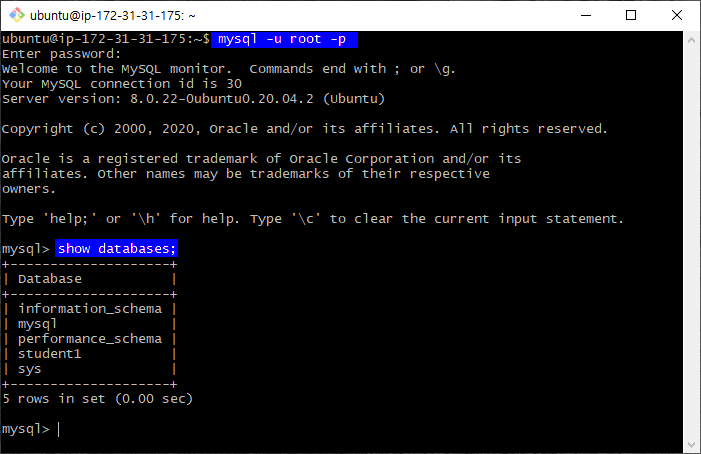 ubuntu@ip-172-31-31-175: ~
ubuntu@ip-172-31-31-175:~$ mysql -u root -p
Enter password:
Welcome to the MySQL monitor.  Commands end with ; or \g.
Your MySQL connection id is 30
Server version: 8.0.22-0ubuntu0.20.04.2 (Ubuntu)

Copyright (c) 2000, 2020, Oracle and/or its affiliates. All rights reserved.

Oracle is a registered trademark of Oracle Corporation and/or its
affiliates. Other names may be trademarks of their respective
owners.

Type 'help;' or '\h' for help. Type '\c' to clear the current input statement.

mysql> show databases;
+--------------------+
| Database           |
+--------------------+
| information_schema |
| mysql              |
| performance_schema |
| student1           |
| sys                |
+--------------------+
5 rows in set (0.00 sec)

mysql>